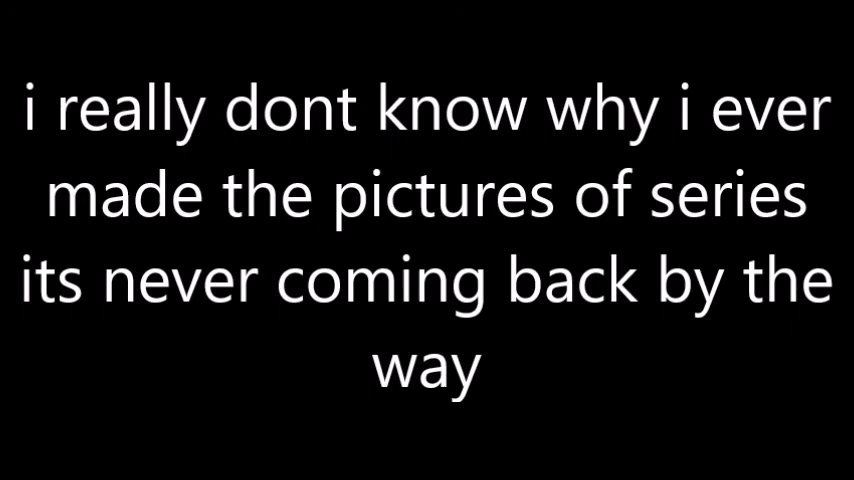 i really dont know why i ever
made the pictures of series
its never coming back by the
way